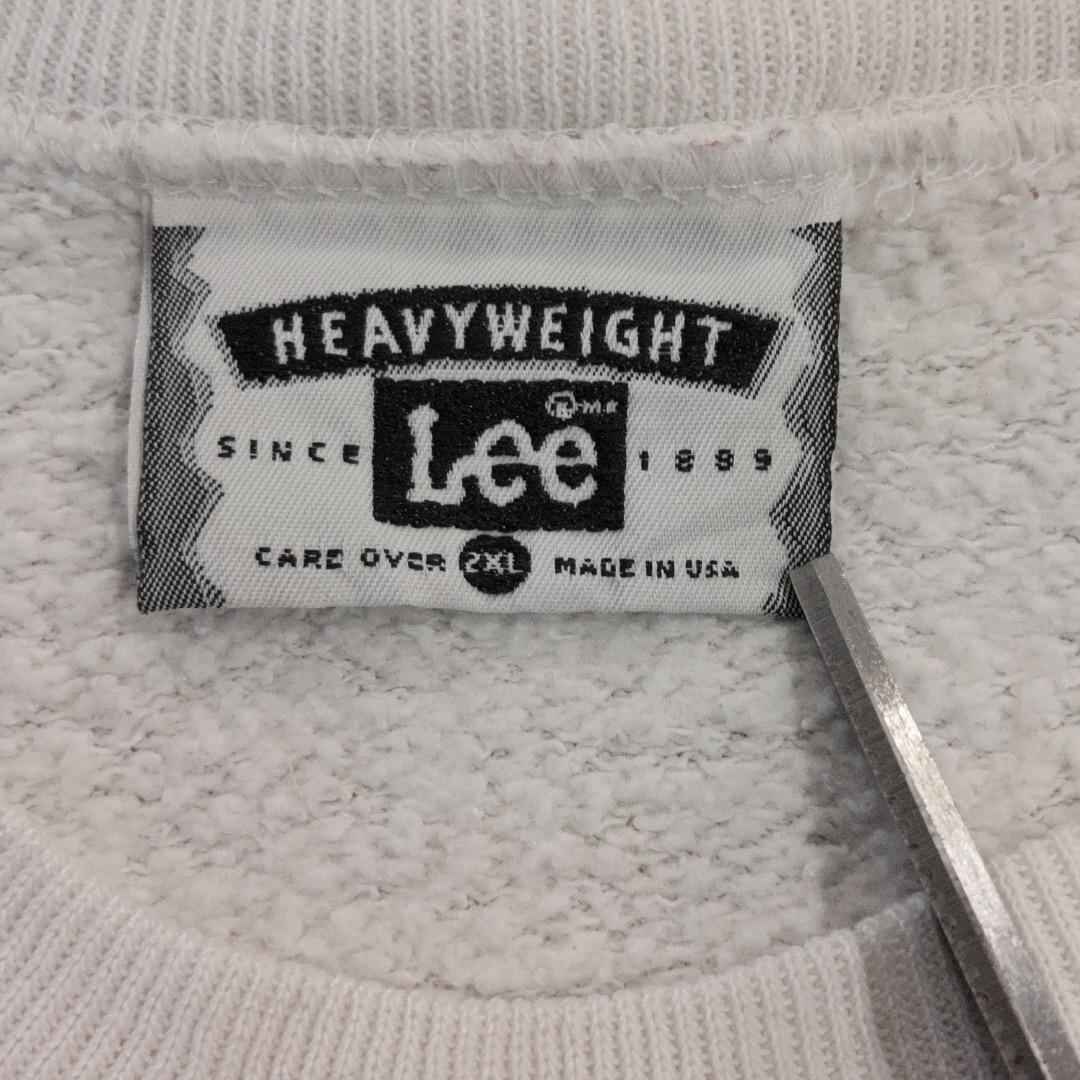 HEAVYWEIGHT
Lee ® M.R.
SINCE 1889
CARE OVER 2XL MADE IN USA